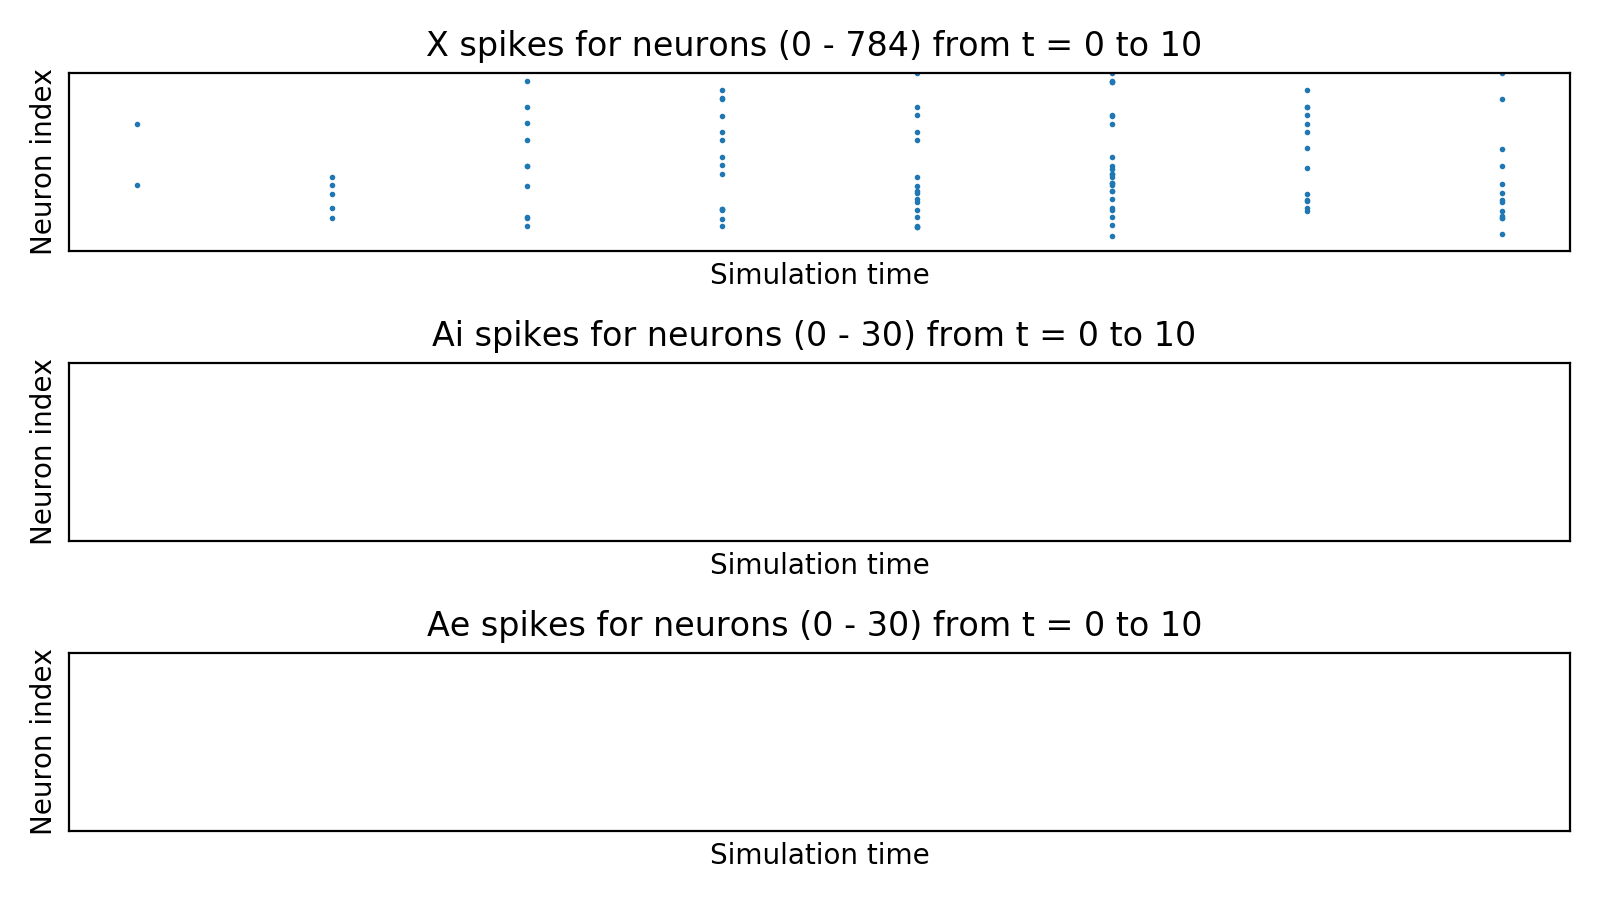 X spikes for neurons (0 - 784) from t = 0 to 10
Neuron index
Simulation time
Ai spikes for neurons (0 - 30) from t = 0 to 10
Neuron index
Simulation time
Ae spikes for neurons (0 - 30) from t = 0 to 10
Neuron index
Simulation time